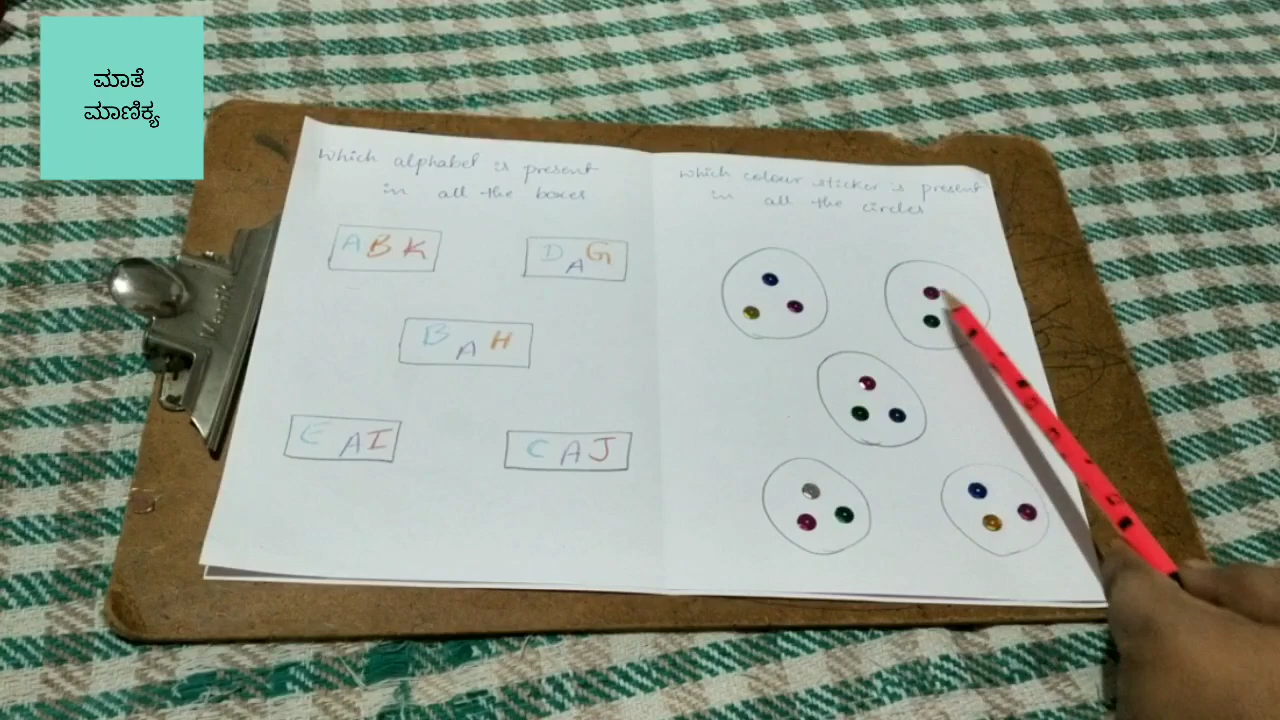 ಮಾತೆ
ಮಾಣಿಕ್ಯ
Which alphabet is present
in all the boxes
A B K
D A G
B A H
E A I
C A J
which colour sticker is present
in all the circles